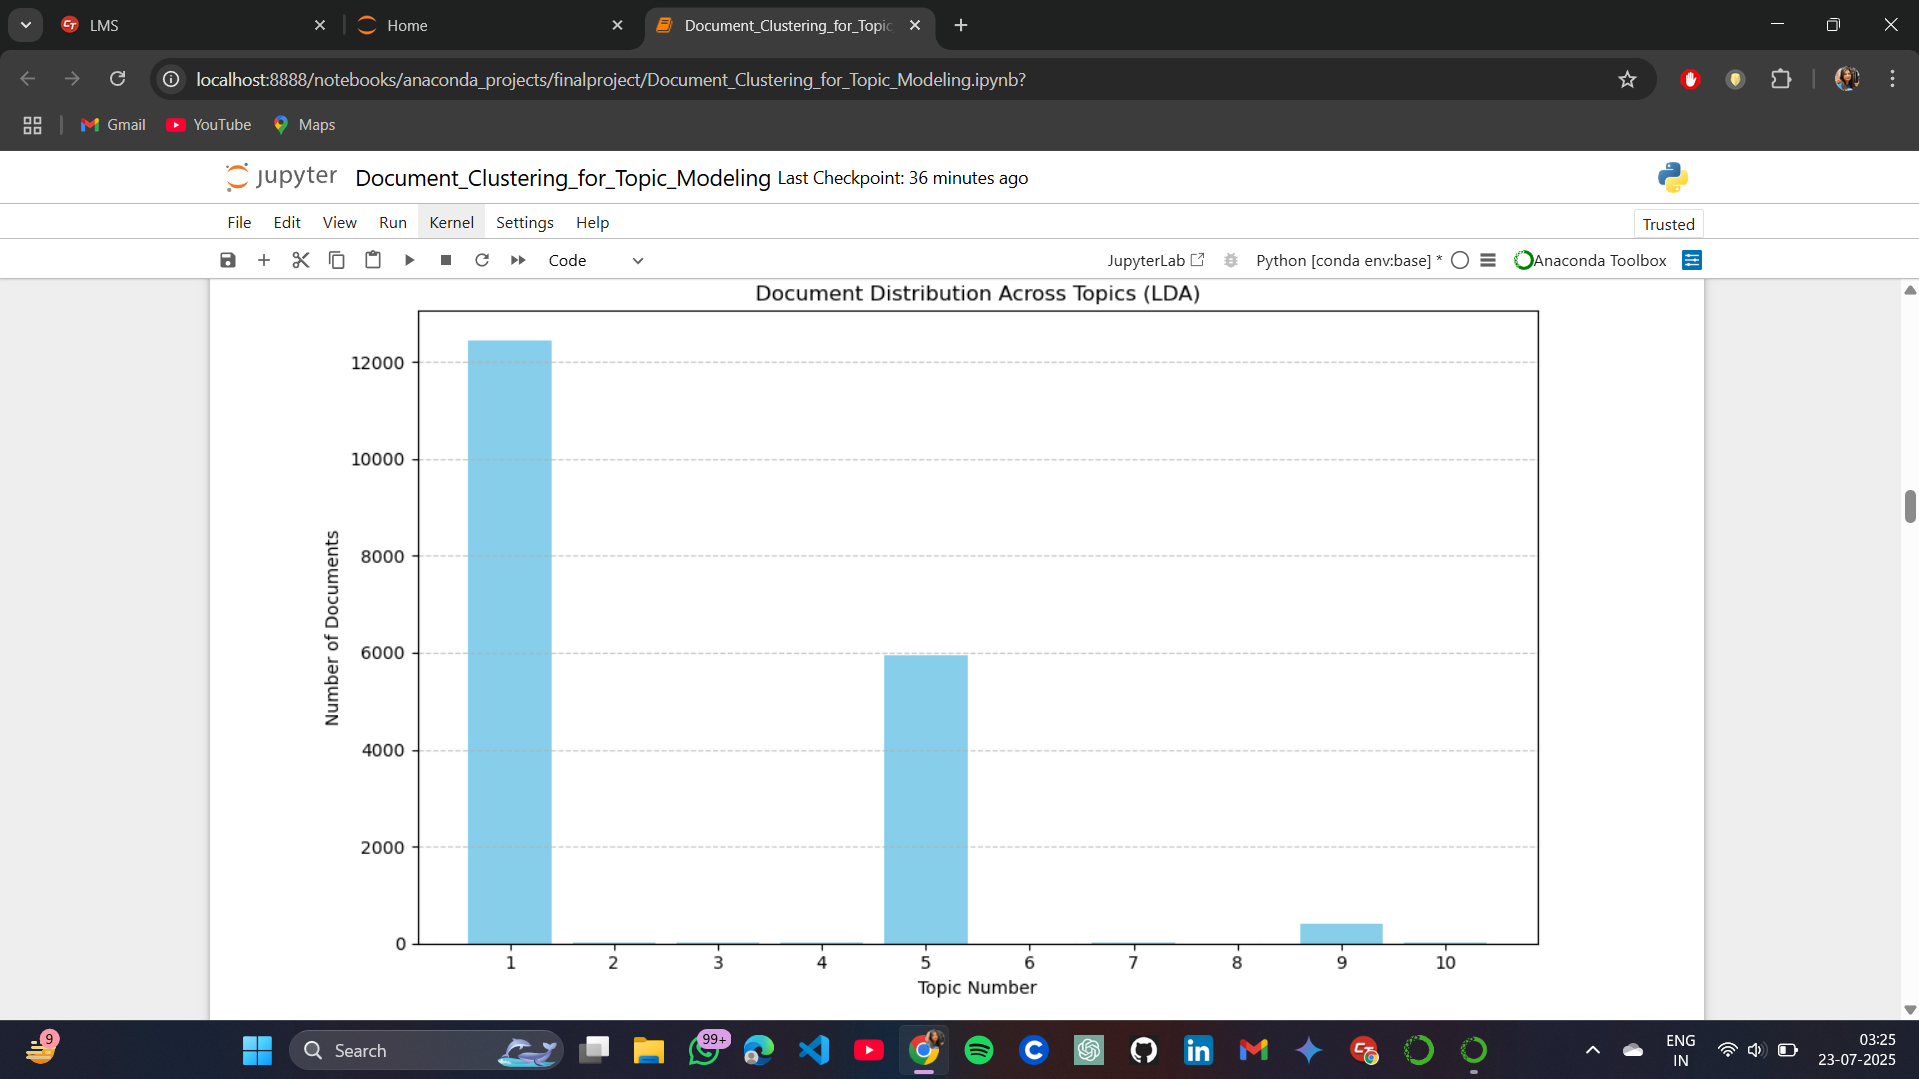 LMS
Home
Document_Clustering_for_Topic
localhost:8888/notebooks/anaconda_projects/finalproject/Document_Clustering_for_Topic_Modeling.ipynb?
Gmail
YouTube
Maps
jupyter
Document_Clustering_for_Topic_Modeling Last Checkpoint: 36 minutes ago
File Edit View Run Kernel Settings Help
Trusted
Code
JupyterLab
Python [conda env:base] *
Anaconda Toolbox
Document Distribution Across Topics (LDA)
12000
10000
8000
6000
4000
2000
0
Number of Documents
1 2 3 4 5 6 7 8 9 10
Topic Number
9
Search
99+
ENG
IN
03:25
23-07-2025